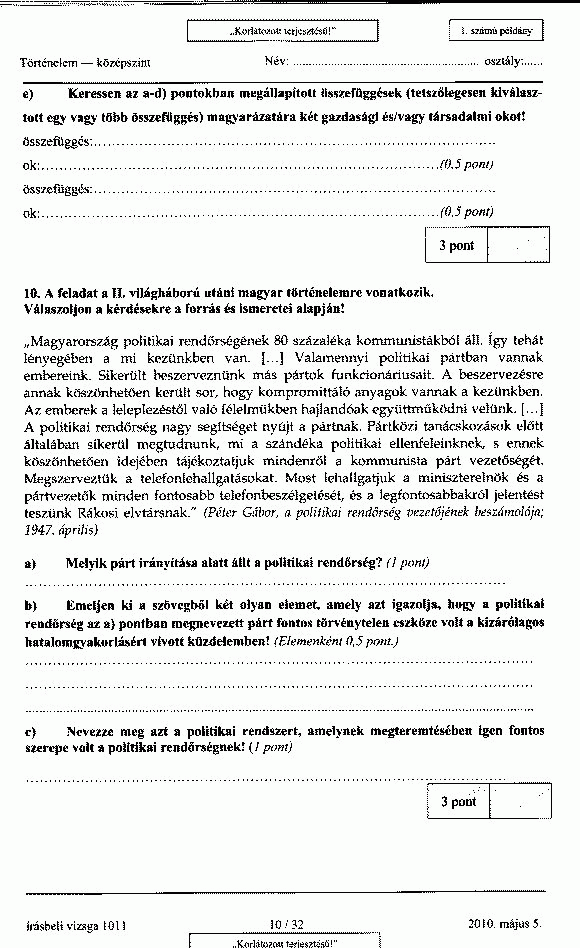 „Korlátozott terjesztésű!”
1. számú példány
Történelem — középszint
Név: ........................................................ osztály:......
e) Keressen az a-d) pontokban megállapított összefüggések (tetszőlegesen kiválasz-
tott egy vagy több összefüggés) magyarázatára két gazdasági és/vagy társadalmi okot!
összefüggés:....................................................................................................
ok:....................................................................................................(0,5 pont)
összefüggés:....................................................................................................
ok:....................................................................................................(0,5 pont)
3 pont
10. A feladat a II. világháború utáni magyar történelemre vonatkozik.
Válaszoljon a kérdésekre a forrás és ismeretei alapján!
„Magyarország politikai rendőrségének 80 százaléka kommunistákból áll. Így tehát
lényegében a mi kezünkben van. [...] Valamennyi politikai pártban vannak
embereink. Sikerült beszerveznünk más pártok funkcionáriusait. A beszervezésre
annak köszönhetően került sor, hogy kompromittáló anyagok vannak a kezünkben.
Az emberek a leleplezéstől való félelmükben hajlandóak együttműködni velünk. [...]
A politikai rendőrség nagy segítséget nyújt a pártnak. Pártközi tanácskozások előtt
általában sikerül megtudnunk, mi a szándéka politikai ellenfeleinknek, s ennek
köszönhetően idejében tájékoztatjuk mindenről a kommunista párt vezetőségét.
Megszerveztük a telefonlehallgatásokat. Most lehallgatjuk a miniszterelnök és a
pártvezetők minden fontosabb telefonbeszélgetését, és a legfontosabbakról jelentést
teszünk Rákosi elvtársnak.” (Péter Gábor, a politikai rendőrség vezetőjének beszámolója;
1947. április)
a) Melyik párt irányítása alatt állt a politikai rendőrség? (1 pont)
....................................................................................................
b) Emeljen ki a szövegből két olyan elemet, amely azt igazolja, hogy a politikai
rendőrség az a) pontban megnevezett párt fontos törvénytelen eszköze volt a kizárólagos
hatalomgyakorlásért vívott küzdelemben! (Elemenként 0,5 pont.)
....................................................................................................
....................................................................................................
....................................................................................................
c) Nevezze meg azt a politikai rendszert, amelynek megteremtésében igen fontos
szerepe volt a politikai rendőrségnek! (1 pont)
....................................................................................................
3 pont
írásbeli vizsga 1011
10 / 32
2010. május 5.
„Korlátozott terjesztésű!”